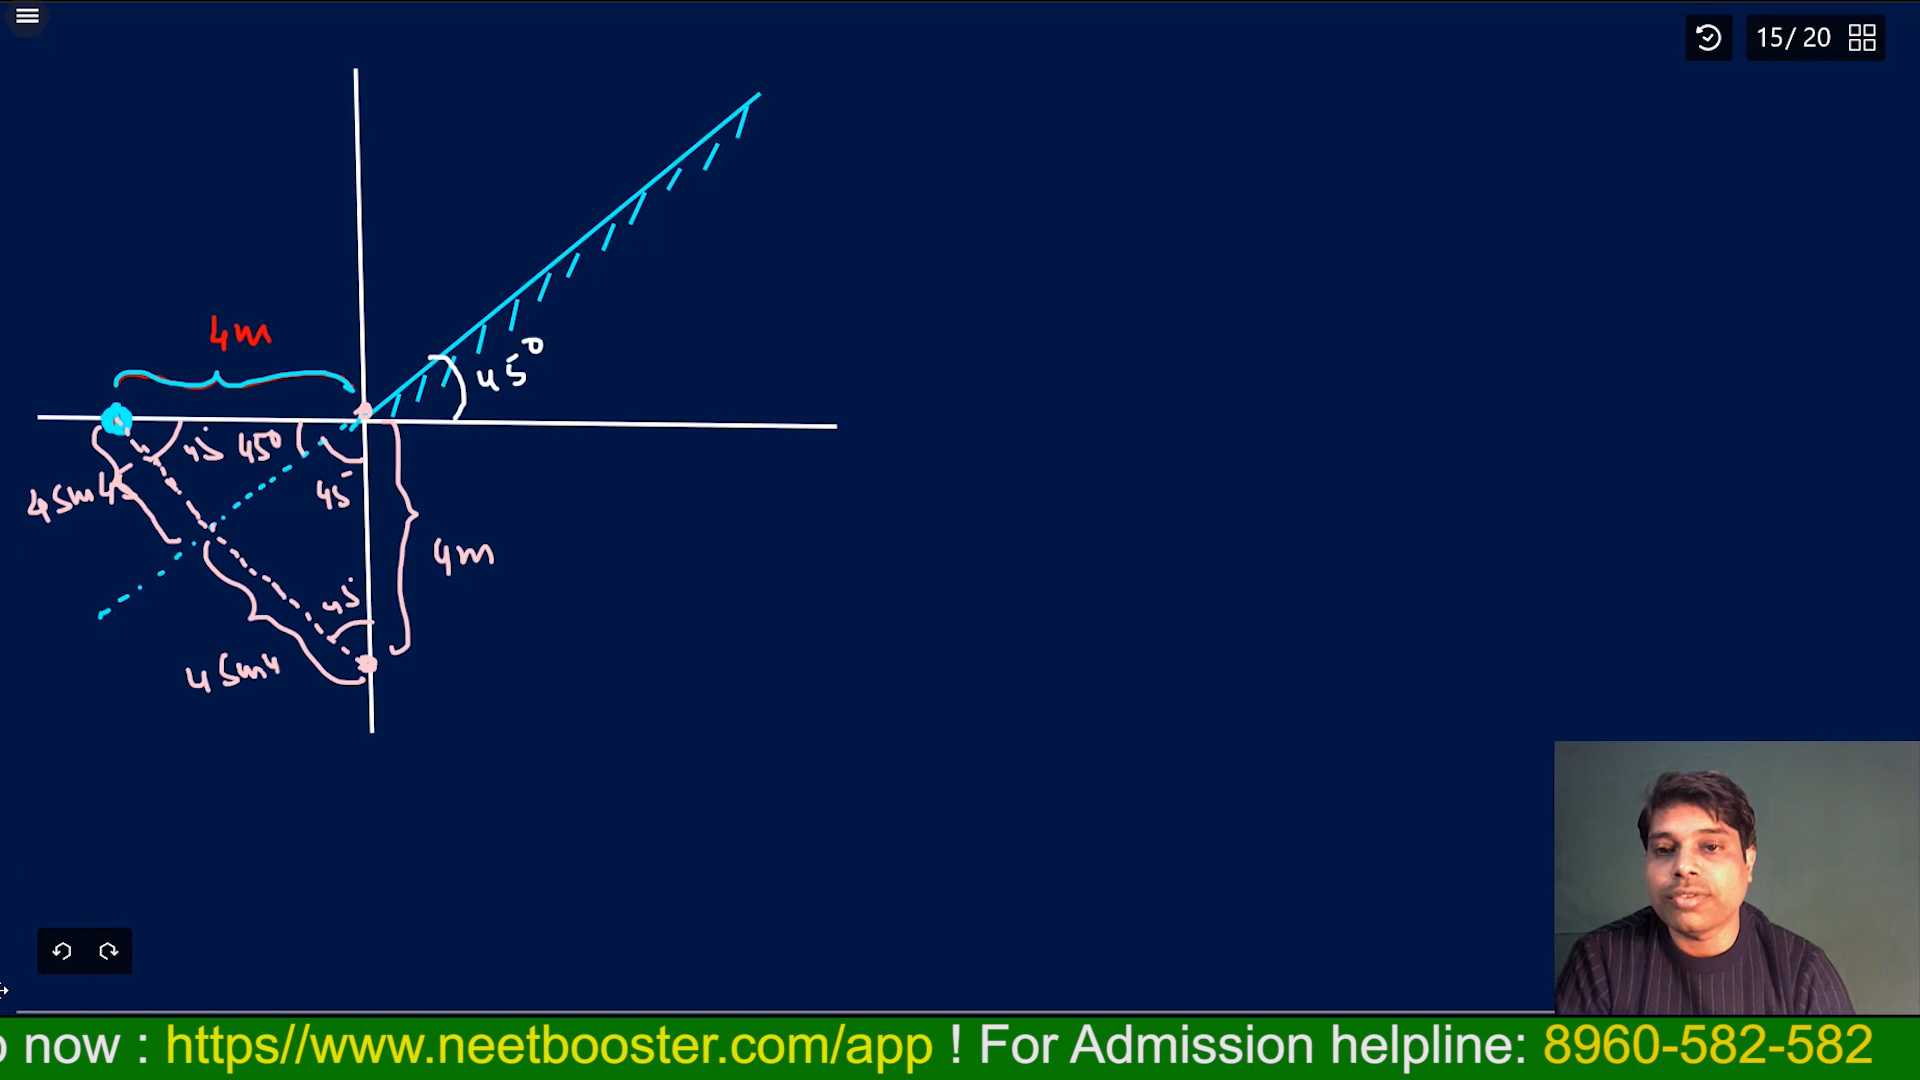 15/ 20
4m
45°
45 45°
4 Sin 45
45
4m
45
4 Sin 4
now : https//www.neetbooster.com/app ! For Admission helpline: 8960-582-582